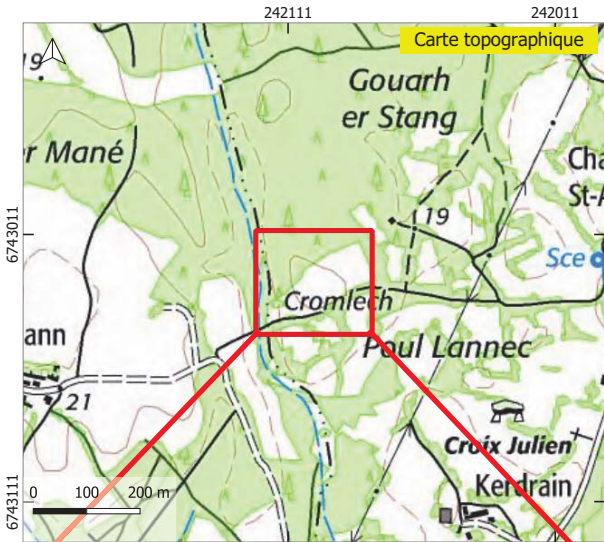 242111
242011
Carte topographique
19
Gouarh
er Stang
r Mané
Cha
St-A
6743011
19
Sce
Cromlech
ann
Poul Lannec
21
Croix Julien
Kerdrain
6743111
0 100 200 m